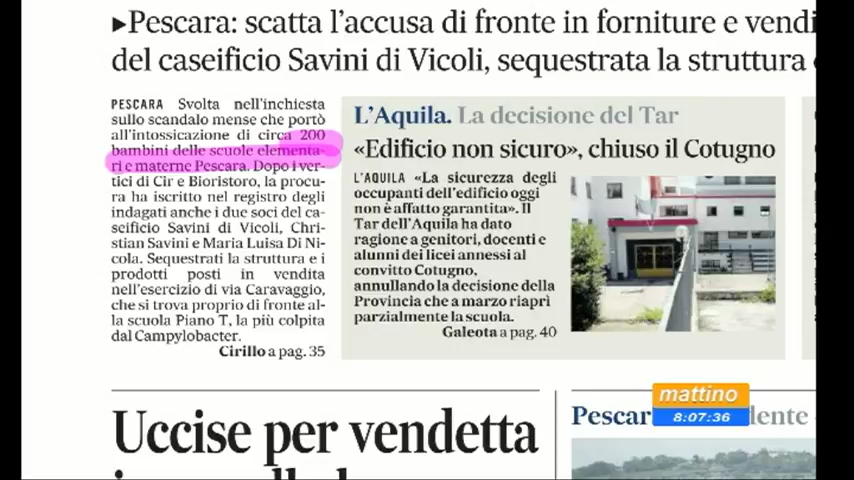 ▸Pescara: scatta l'accusa di fronte in forniture e vendi
del caseificio Savini di Vicoli, sequestrata la struttura
PESCARA Svolta nell'inchiesta
sullo scandalo mense che portò
all'intossicazione di circa 200
bambini delle scuole elementa-
ri e materne Pescara. Dopo i ver-
tici di Cir e Bioristoro, la procu-
ra ha iscritto nel registro degli
indagati anche i due soci del ca-
seificio Savini di Vicoli, Chri-
stian Savini e Maria Luisa Di Ni-
cola. Sequestrati la struttura e i
prodotti posti in vendita
nell'esercizio di via Caravaggio,
che si trova proprio di fronte al-
la scuola Piano T, la più colpita
dal Campylobacter.
Cirillo a pag. 35
L'Aquila. La decisione del Tar
«Edificio non sicuro», chiuso il Cotugno
L'AQUILA «La sicurezza degli
occupanti dell'edificio oggi
non è affatto garantita». Il
Tar dell'Aquila ha dato
ragione a genitori, docenti e
alunni dei licei annessi al
convitto Cotugno,
annullando la decisione della
Provincia che a marzo riaprì
parzialmente la scuola.
Galeota a pag. 40
Uccise per vendetta
Pescar
dente
mattino
8:07:36